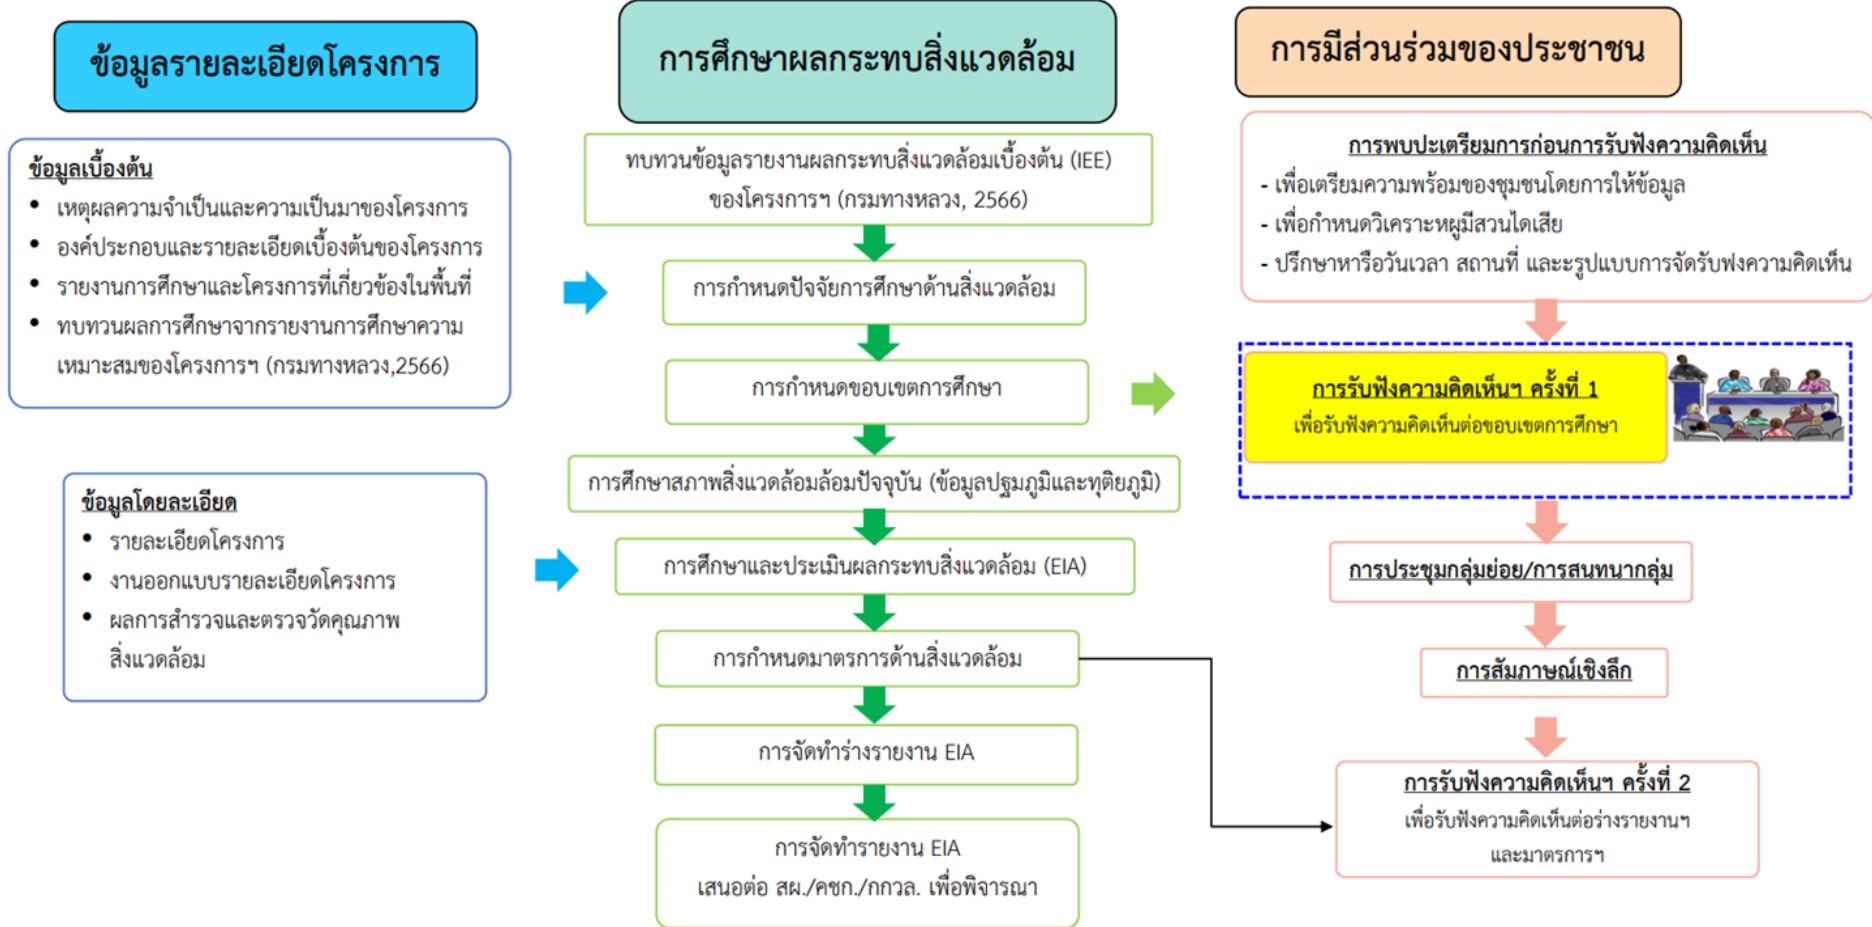 ข้อมูลรายละเอียดโครงการ
ข้อมูลเบื้องต้น
• เหตุผลความจำเป็นและความเป็นมาของโครงการ
• องค์ประกอบและรายละเอียดเบื้องต้นของโครงการ
• รายงานการศึกษาและโครงการที่เกี่ยวข้องในพื้นที่
• ทบทวนผลการศึกษาจากรายงานการศึกษาความ
เหมาะสมของโครงการฯ (กรมทางหลวง,2566)
ข้อมูลโดยละเอียด
• รายละเอียดโครงการ
• งานออกแบบรายละเอียดโครงการ
• ผลการสำรวจและตรวจวัดคุณภาพ
สิ่งแวดล้อม
การศึกษาผลกระทบสิ่งแวดล้อม
ทบทวนข้อมูลรายงานผลกระทบสิ่งแวดล้อมเบื้องต้น (IEE)
ของโครงการฯ (กรมทางหลวง, 2566)
การกำหนดปัจจัยการศึกษาด้านสิ่งแวดล้อม
การกำหนดขอบเขตการศึกษา
การศึกษาสภาพสิ่งแวดล้อมล้อมปัจจุบัน (ข้อมูลปฐมภูมิและทุติยภูมิ)
การศึกษาและประเมินผลกระทบสิ่งแวดล้อม (EIA)
การกำหนดมาตรการด้านสิ่งแวดล้อม
การจัดทำร่างรายงาน EIA
การจัดทำรายงาน EIA
เสนอต่อ สผ./คชก./กกวล. เพื่อพิจารณา
การมีส่วนร่วมของประชาชน
การพบปะเตรียมการก่อนการรับฟังความคิดเห็น
- เพื่อเตรียมความพร้อมของชุมชนโดยการให้ข้อมูล
- เพื่อกำหนดวิเคราะหผูมีสวนไดเสีย
- ปรึกษาหารือวันเวลา สถานที่ และะรูปแบบการจัดรับฟงความคิดเห็น
การรับฟังความคิดเห็นฯ ครั้งที่ 1
เพื่อรับฟังความคิดเห็นต่อขอบเขตการศึกษา
การประชุมกลุ่มย่อย/การสนทนากลุ่ม
การสัมภาษณ์เชิงลึก
การรับฟังความคิดเห็นฯ ครั้งที่ 2
เพื่อรับฟังความคิดเห็นต่อร่างรายงานฯ
และมาตรการฯ